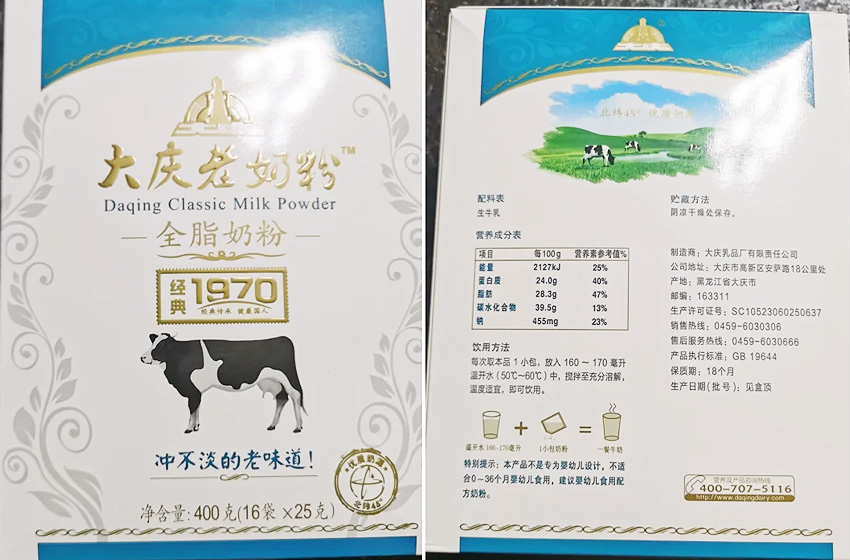 大庆老奶粉™
Daqing Classic Milk Powder
全脂奶粉
经典 1970
经典传承 健康国人
冲不淡的老味道！
优质奶源
北纬45°
净含量: 400克(16袋×25克)
北纬45° 优质奶源
配料表
生牛乳
贮藏方法
阴凉干燥处保存。
营养成分表
项目 每100g 营养素参考值%
能量 2127kJ 25%
蛋白质 24.0g 40%
脂肪 28.3g 47%
碳水化合物 39.5g 13%
钠 455mg 23%
饮用方法
每次取本品1小包，放入160～170毫升
温开水（50℃～60℃）中，搅拌至充分溶解，
温度适宜，即可饮用。
温开水160-170毫升 + 1小包奶粉 = 一餐牛奶
特别提示：本产品不是专为婴幼儿设计，不适
合0～36个月婴幼儿食用，建议婴幼儿食用配
方奶粉。
制造商：大庆乳品厂有限责任公司
公司地址：大庆市高新区安萨路18公里处
产地：黑龙江省大庆市
邮编：163311
生产许可证号：SC10523060250637
销售热线：0459-6030306
售后服务热线：0459-6030666
产品执行标准：GB 19644
保质期：18个月
生产日期(批号)：见盒顶
营养及产品咨询热线
400-707-5116
http://www.daqingdairy.com